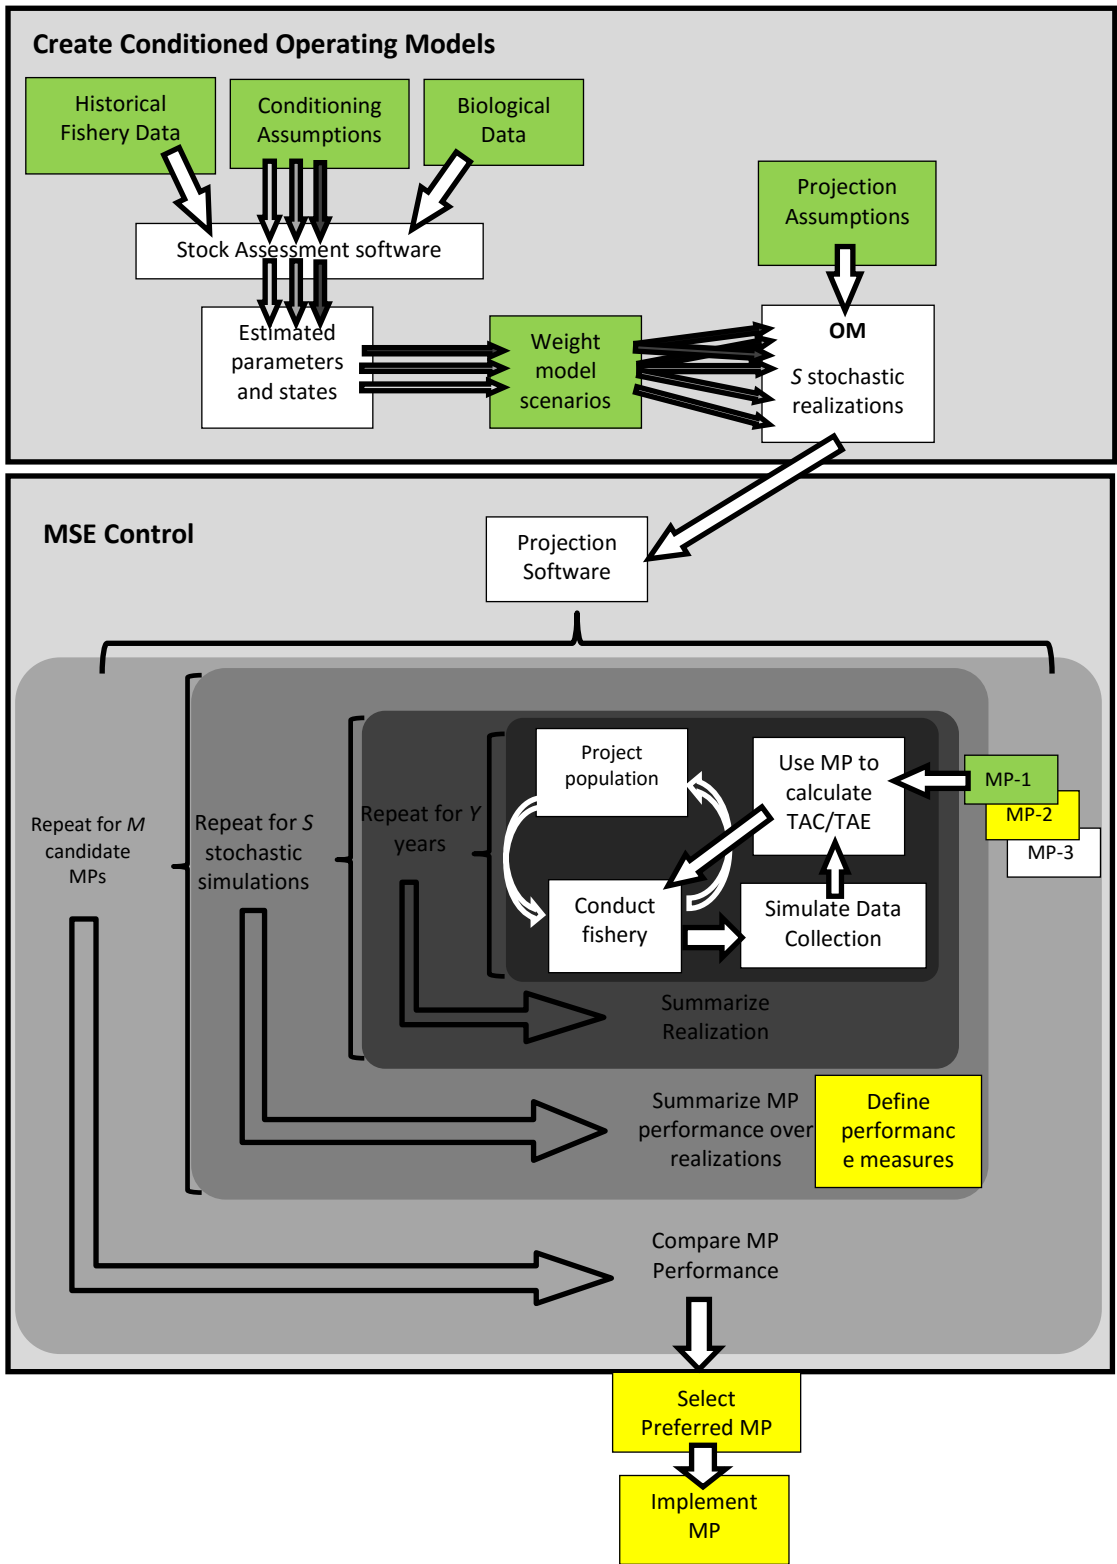 Create Conditioned Operating Models
Historical
Fishery Data
Conditioning
Assumptions
Biological
Data
Projection
Assumptions
Stock Assessment software
Estimated
parameters
and states
Weight
model
scenarios
OM
S stochastic
realizations
MSE Control
Projection
Software
Repeat for M
candidate
MPs
Repeat for S
stochastic
simulations
Repeat for Y
years
Project
population
Use MP to
calculate
TAC/TAE
MP-1
MP-2
MP-3
Conduct
fishery
Simulate Data
Collection
Summarize
Realization
Summarize MP
performance over
realizations
Define
performanc
e measures
Compare MP
Performance
Select
Preferred MP
Implement
MP